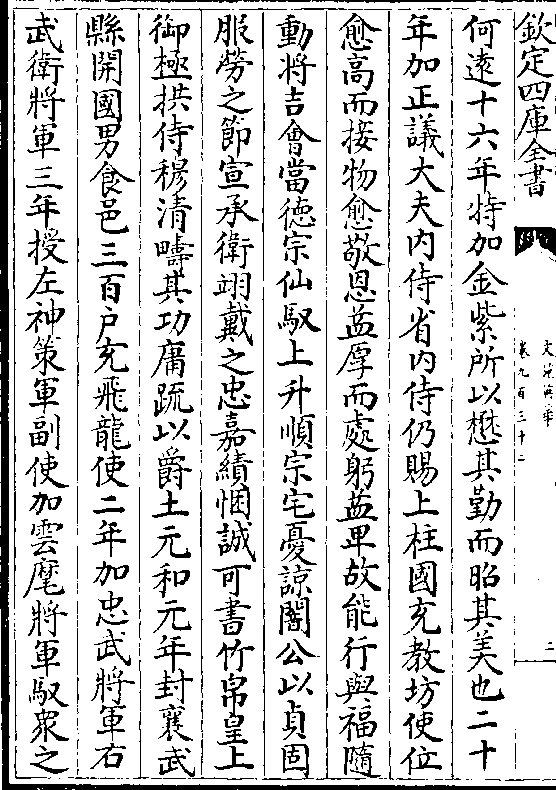 欽定四庫全書
文苑英華
卷九百三十二
二
何遠十六年特加金紫所以懋其勤而昭其美也二十
年加正議大夫内侍省内侍仍賜上柱國充教坊使位
愈高而接物愈敬恩益厚而處躬益卑故能行與福隨
動將吉會當徳宗仙馭上升順宗宅憂諒闇公以貞固
服勞之節宣承衛翊戴之忠嘉績悃誠可書竹帛皇上
御極拱侍穆清疇其功庸䟽以爵土元和元年封襄武
縣開國男食邑三百户充飛龍使二年加忠武將軍右
武衛將軍三年授左神策軍副使加雲麾將軍馭衆之